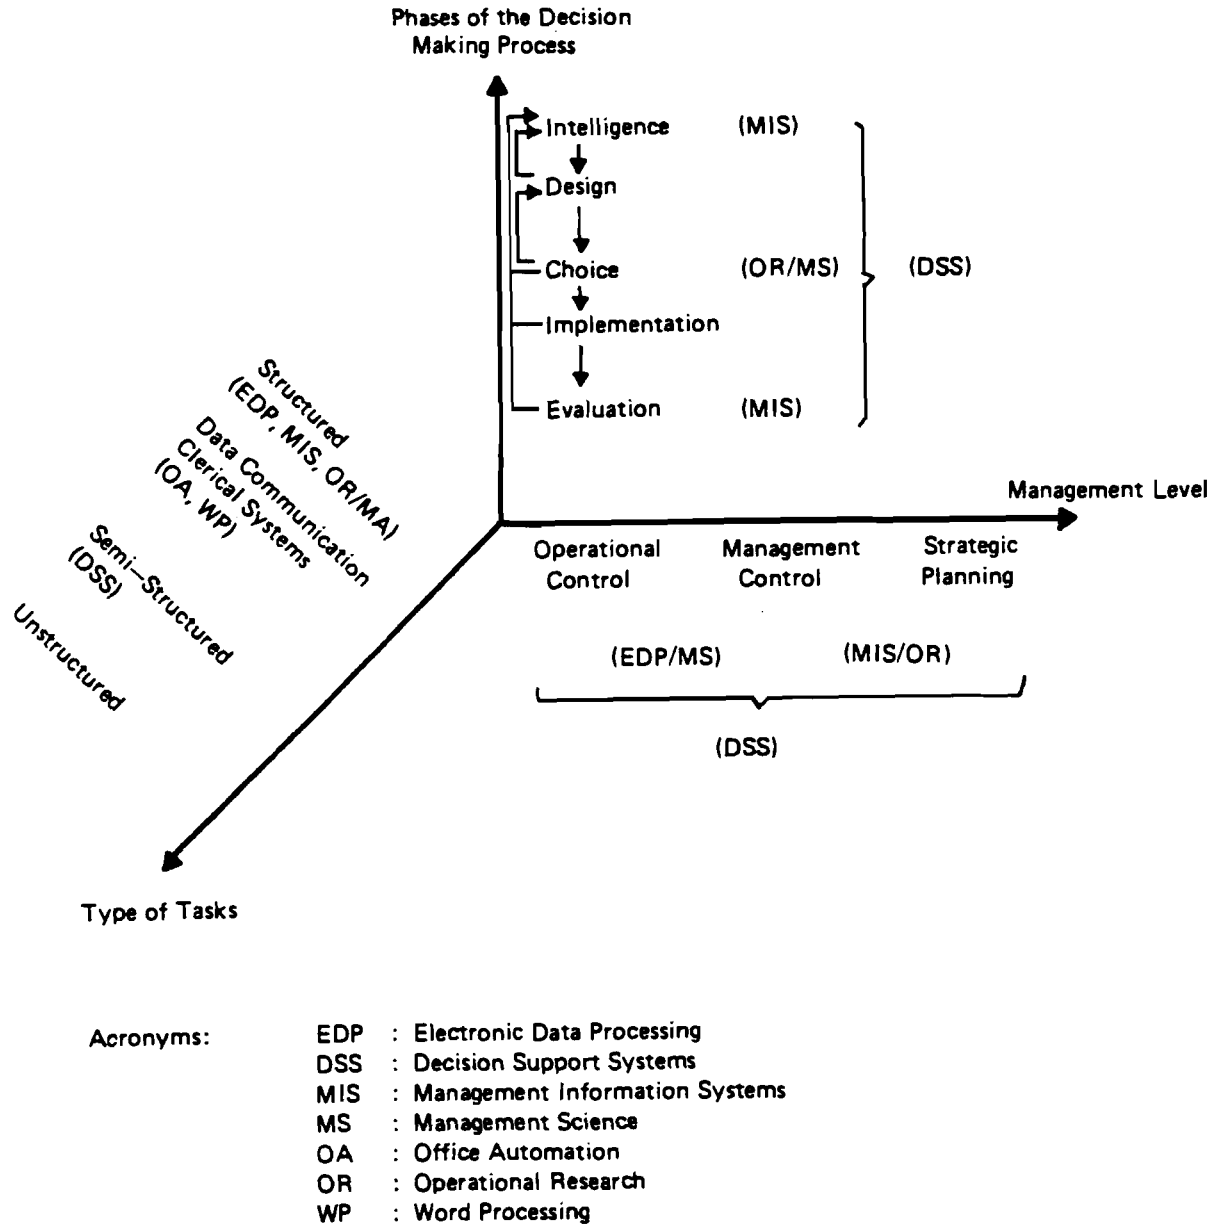 Phases of the Decision
Making Process
Intelligence (MIS)
Design
Choice (OR/MS) (DSS)
Implementation
Evaluation (MIS)
Structured
(EDP, MIS, OR/MA)
Data Communication
Clerical Systems
(OA, WP)
Semi—Structured
(DSS)
Unstructured
Management Level
Operational Management Strategic
Control Control Planning
(EDP/MS) (MIS/OR)
(DSS)
Type of Tasks
Acronyms: EDP : Electronic Data Processing
DSS : Decision Support Systems
MIS : Management Information Systems
MS : Management Science
OA : Office Automation
OR : Operational Research
WP : Word Processing